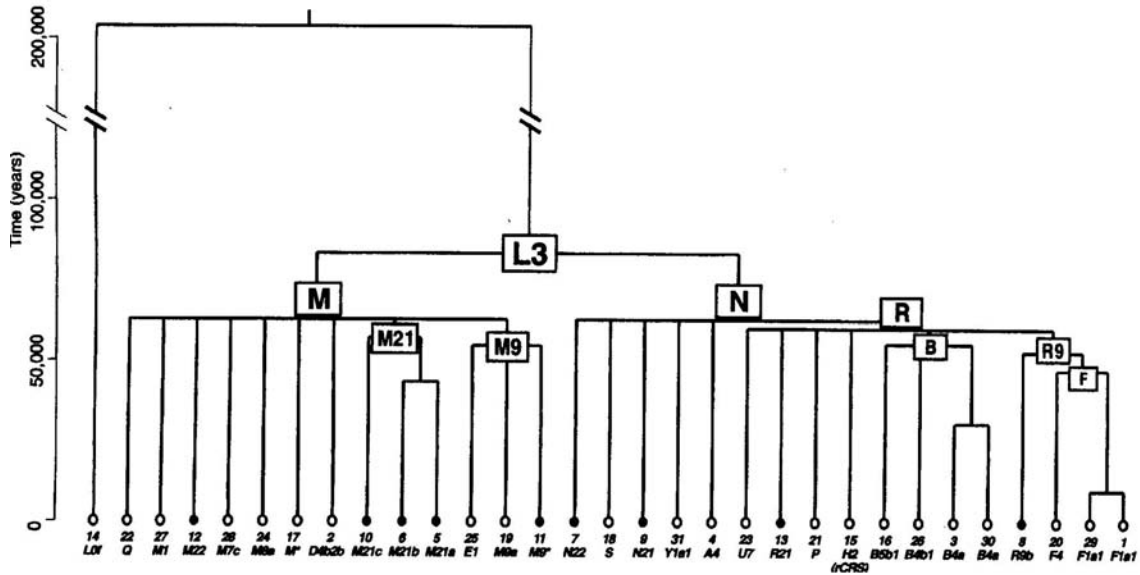 200,000
100,000
50,000
0
Time (years)
L3
M
N
R
M21
M9
B
R9
F
14 22 27 12 28 24 17 2 10 6 5 25 19 11 7 18 9 31 4 23 13 21 15 16 26 3 30 8 20 29 1
L0f Q M1 M22 M7c M8a M* D4b2b M21c M21b M21a E1 M9a M9" N22 S N21 Y1a1 A4 U7 R21 P H2 B5b1 B4b1 B4a B4a R9b F4 F1a1 F1a1
(rCRS)